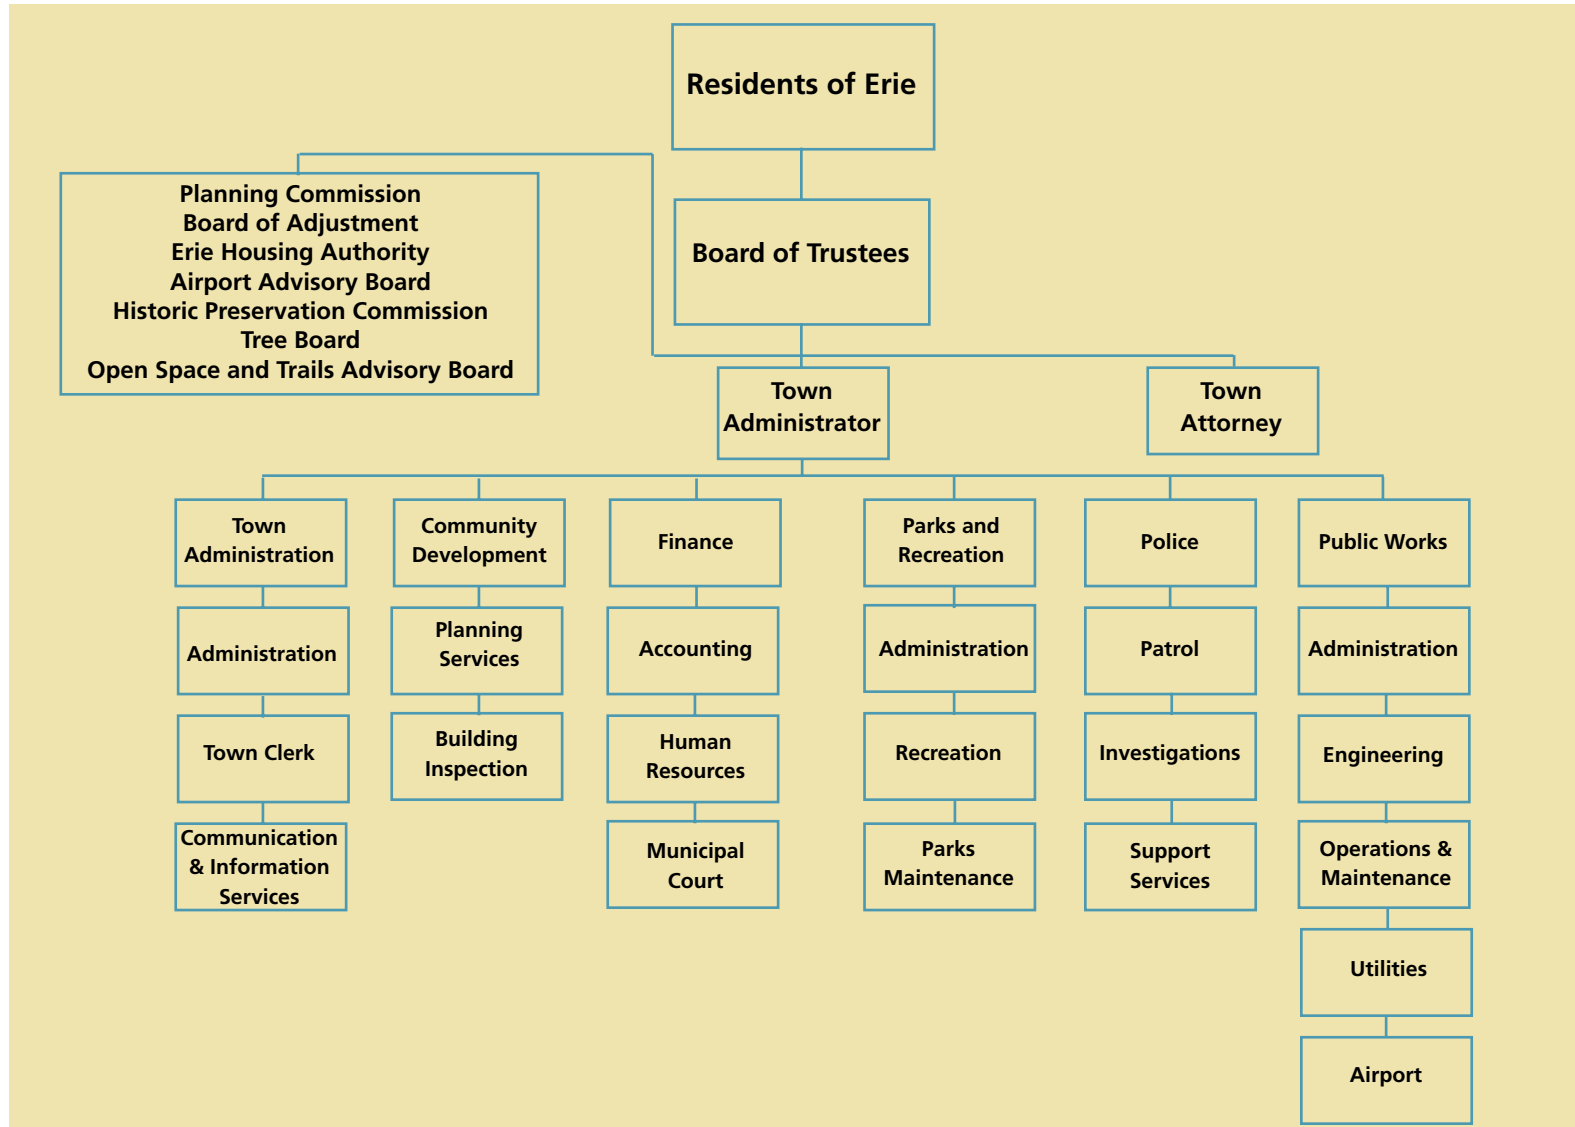 Residents of Erie
Planning Commission
Board of Adjustment
Erie Housing Authority
Airport Advisory Board
Historic Preservation Commission
Tree Board
Open Space and Trails Advisory Board
Board of Trustees
Town
Administrator
Town
Attorney
Town
Administration
Administration
Town Clerk
Communication
& Information
Services
Community
Development
Planning
Services
Building
Inspection
Finance
Accounting
Human
Resources
Municipal
Court
Parks and
Recreation
Administration
Recreation
Parks
Maintenance
Police
Patrol
Investigations
Support
Services
Public Works
Administration
Engineering
Operations &
Maintenance
Utilities
Airport